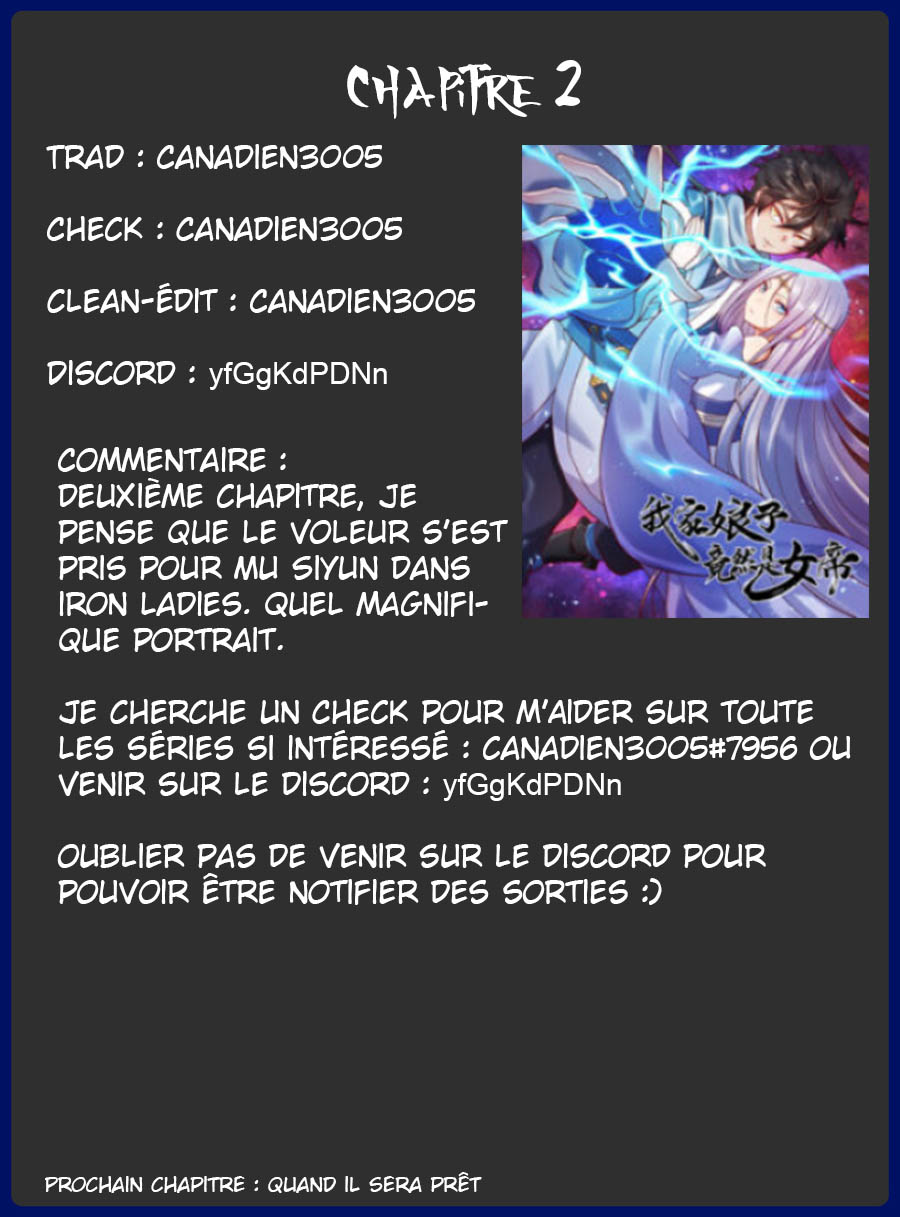 CHAPITRE 2
TRAD : CANADIEN3005
CHECK : CANADIEN3005
CLEAN-ÉDIT : CANADIEN3005
DISCORD : yfGgKdPDNn
COMMENTAIRE :
DEUXIÈME CHAPITRE, JE
PENSE QUE LE VOLEUR S'EST
PRIS POUR MU SIYUN DANS
IRON LADIES. QUEL MAGNIFI-
QUE PORTRAIT.
我家娘子
竟然是女帝
JE CHERCHE UN CHECK POUR M'AIDER SUR TOUTE
LES SÉRIES SI INTÉRESSÉ : CANADIEN3005#7956 OU
VENIR SUR LE DISCORD : yfGgKdPDNn
OUBLIER PAS DE VENIR SUR LE DISCORD POUR
POUVOIR ÊTRE NOTIFIER DES SORTIES :)
PROCHAIN CHAPITRE : QUAND IL SERA PRÊT